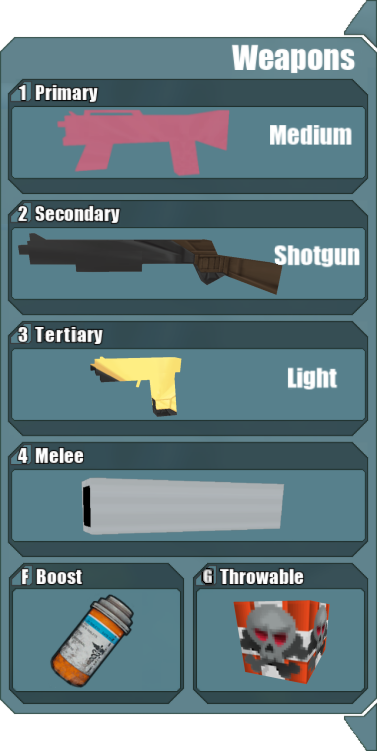 Weapons
1 Primary
Medium
2 Secondary
Shotgun
3 Tertiary
Light
4 Melee
F Boost
G Throwable